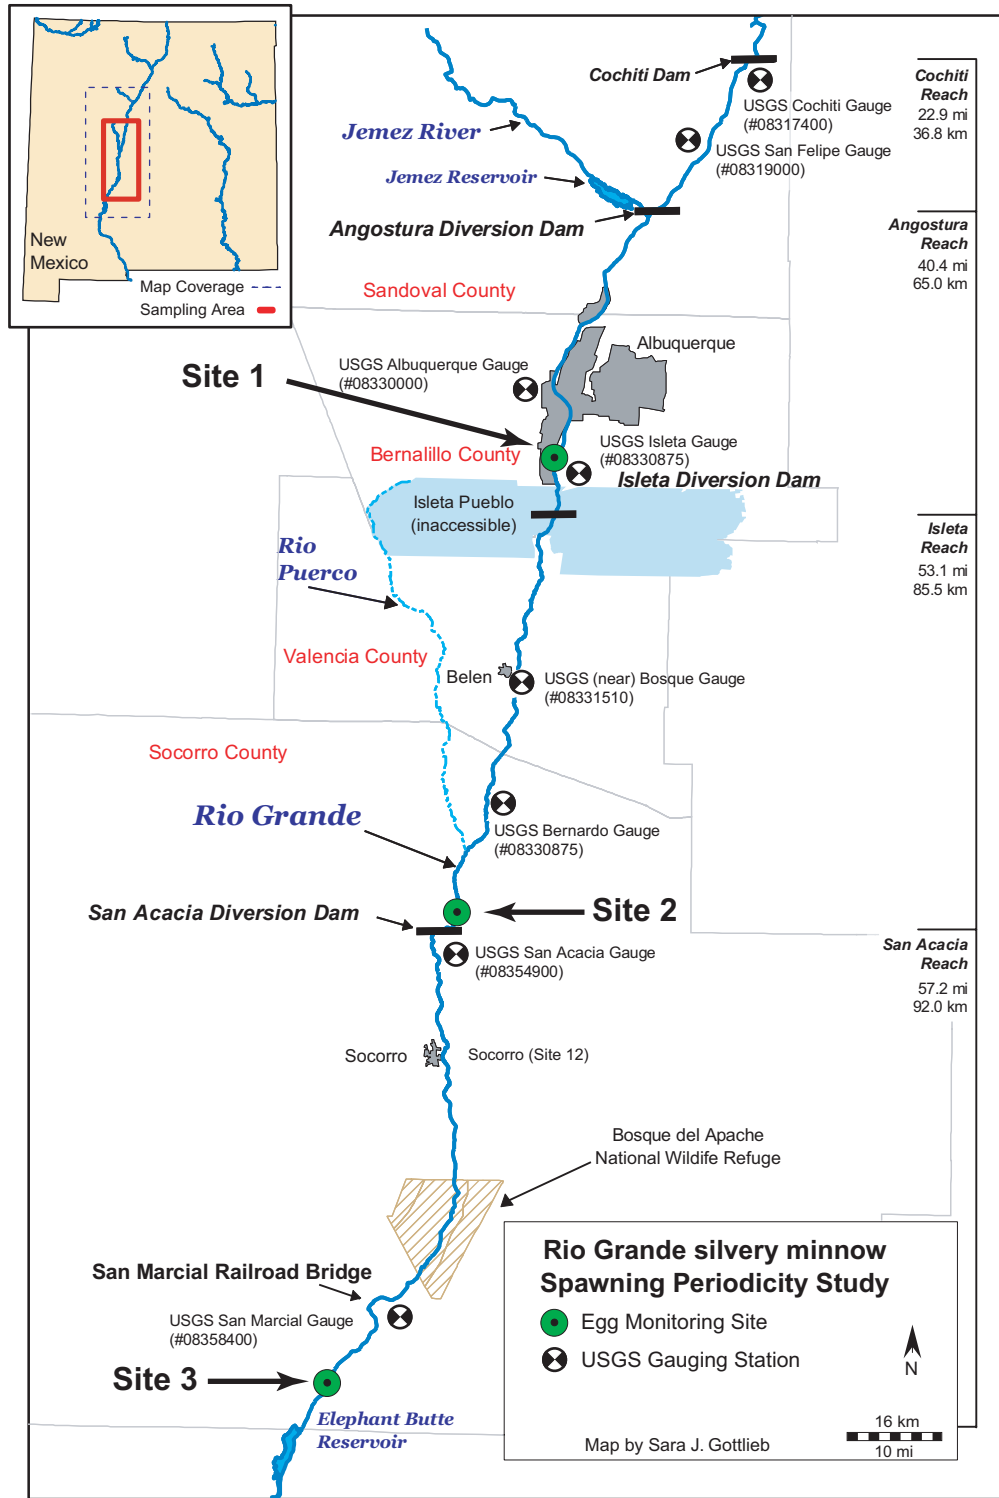 New
Mexico
Map Coverage
Sampling Area
Cochiti Dam
USGS Cochiti Gauge
(#08317400)
USGS San Felipe Gauge
(#08319000)
Cochiti
Reach
22.9 mi
36.8 km
Jemez River
Jemez Reservoir
Angostura Diversion Dam
Angostura
Reach
40.4 mi
65.0 km
Sandoval County
Albuquerque
USGS Albuquerque Gauge
(#08330000)
Site 1
USGS Isleta Gauge
(#08330875)
Bernalillo County
Isleta Diversion Dam
Isleta Pueblo
(inaccessible)
Isleta
Reach
53.1 mi
85.5 km
Rio
Puerco
Valencia County
Belen
USGS (near) Bosque Gauge
(#08331510)
Socorro County
Rio Grande
USGS Bernardo Gauge
(#08330875)
San Acacia Diversion Dam
Site 2
USGS San Acacia Gauge
(#08354900)
San Acacia
Reach
57.2 mi
92.0 km
Socorro
Socorro (Site 12)
Bosque del Apache
National Wildife Refuge
San Marcial Railroad Bridge
USGS San Marcial Gauge
(#08358400)
Site 3
Elephant Butte
Reservoir
Rio Grande silvery minnow
Spawning Periodicity Study
Egg Monitoring Site
USGS Gauging Station
N
16 km
10 mi
Map by Sara J. Gottlieb